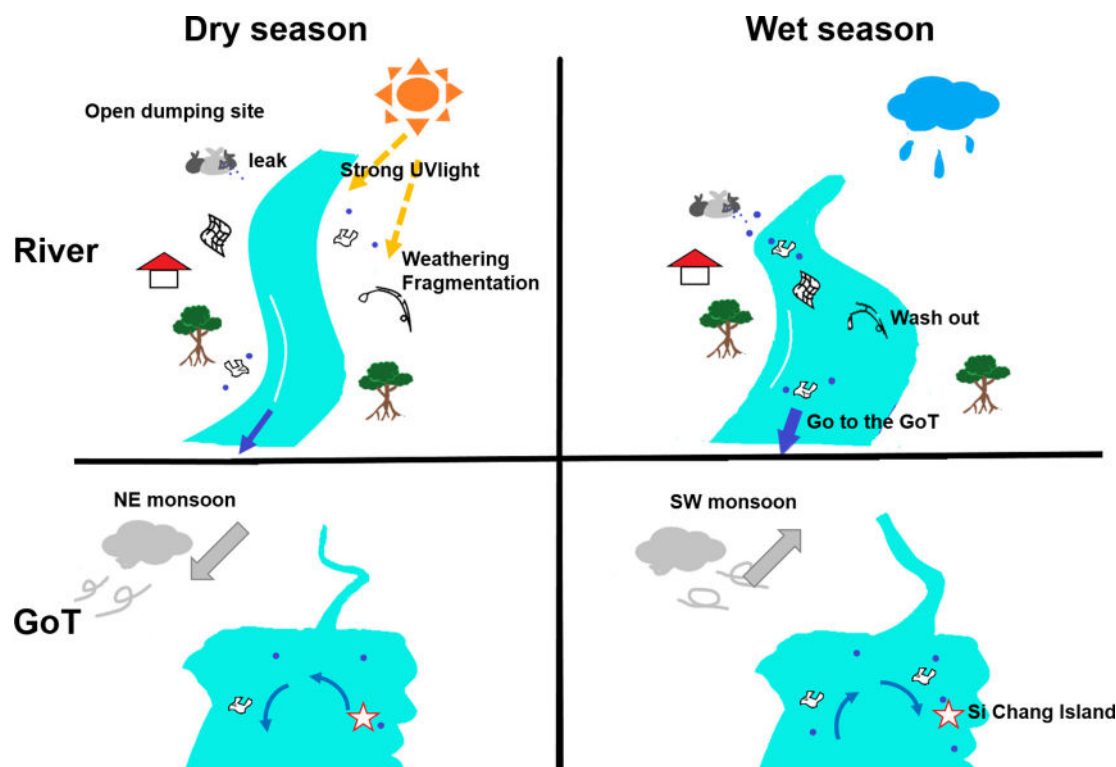 Dry season
Wet season
Open dumping site
leak
Strong UVlight
River
Weathering
Fragmentation
Wash out
Go to the GoT
NE monsoon
SW monsoon
GoT
Si Chang Island